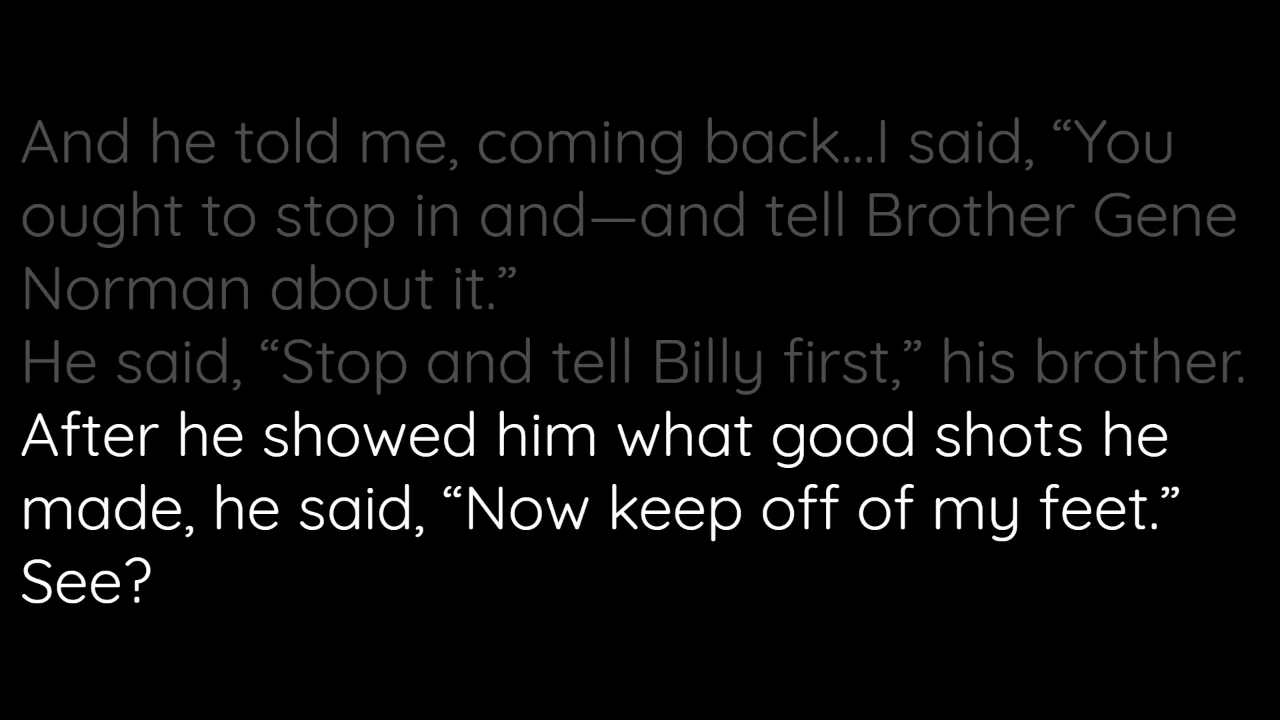 And he told me, coming back...I said, “You
ought to stop in and—and tell Brother Gene
Norman about it.”
He said, “Stop and tell Billy first,” his brother.
After he showed him what good shots he
made, he said, “Now keep off of my feet.”
See?